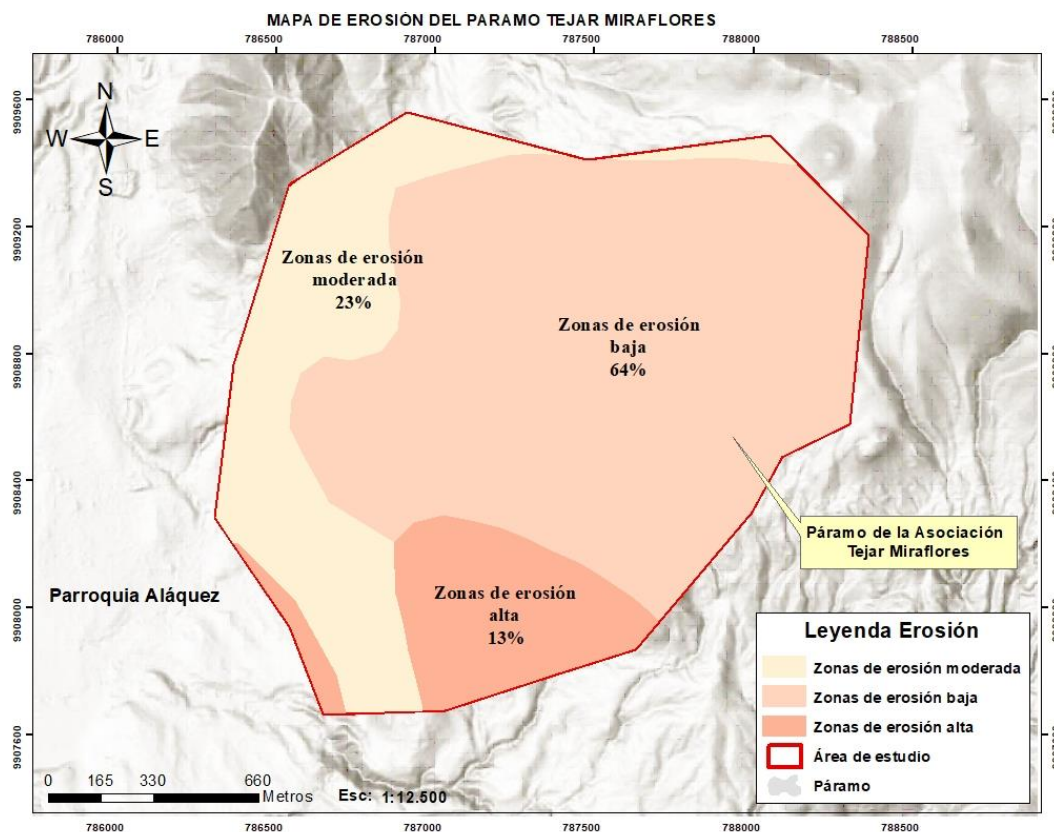 MAPA DE EROSIÓN DEL PARAMO TEJAR MIRAFLORES
786000 786500 787000 787500 788000 788500
9909600
9909200
9908800
9908400
9908000
9907600
N
W E
S
Zonas de erosión
moderada
23%
Zonas de erosión
baja
64%
Zonas de erosión
alta
13%
Páramo de la Asociación
Tejar Miraflores
Parroquia Aláquez
Leyenda Erosión
Zonas de erosión moderada
Zonas de erosión baja
Zonas de erosión alta
Área de estudio
Páramo
0 165 330 660
Metros
Esc: 1:12.500
786000 786500 787000 787500 788000 788500